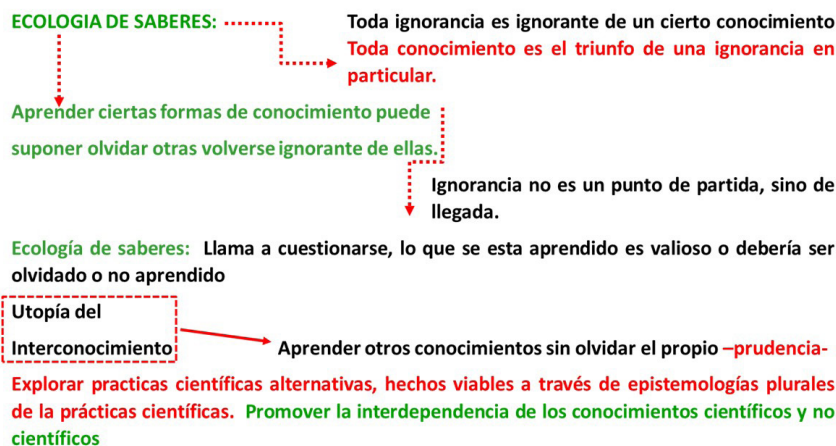 ECOLOGIA DE SABERES:
Toda ignorancia es ignorante de un cierto conocimiento
Toda conocimiento es el triunfo de una ignorancia en
particular.
Aprender ciertas formas de conocimiento puede
suponer olvidar otras volverse ignorante de ellas.
Ignorancia no es un punto de partida, sino de
llegada.
Ecología de saberes: Llama a cuestionarse, lo que se esta aprendido es valioso o debería ser
olvidado o no aprendido
Utopía del
Interconocimiento
Aprender otros conocimientos sin olvidar el propio –prudencia-
Explorar practicas científicas alternativas, hechos viables a través de epistemologías plurales
de la prácticas científicas. Promover la interdependencia de los conocimientos científicos y no
científicos